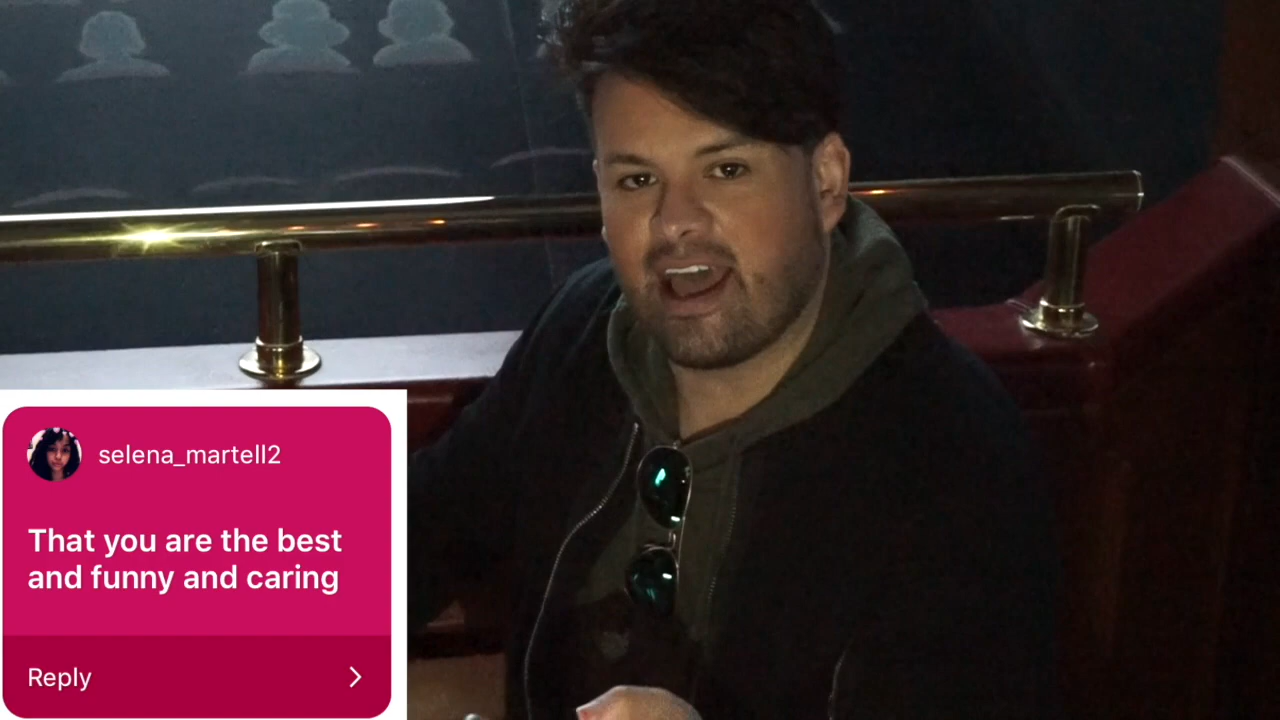 selena_martell2
That you are the best
and funny and caring
Reply